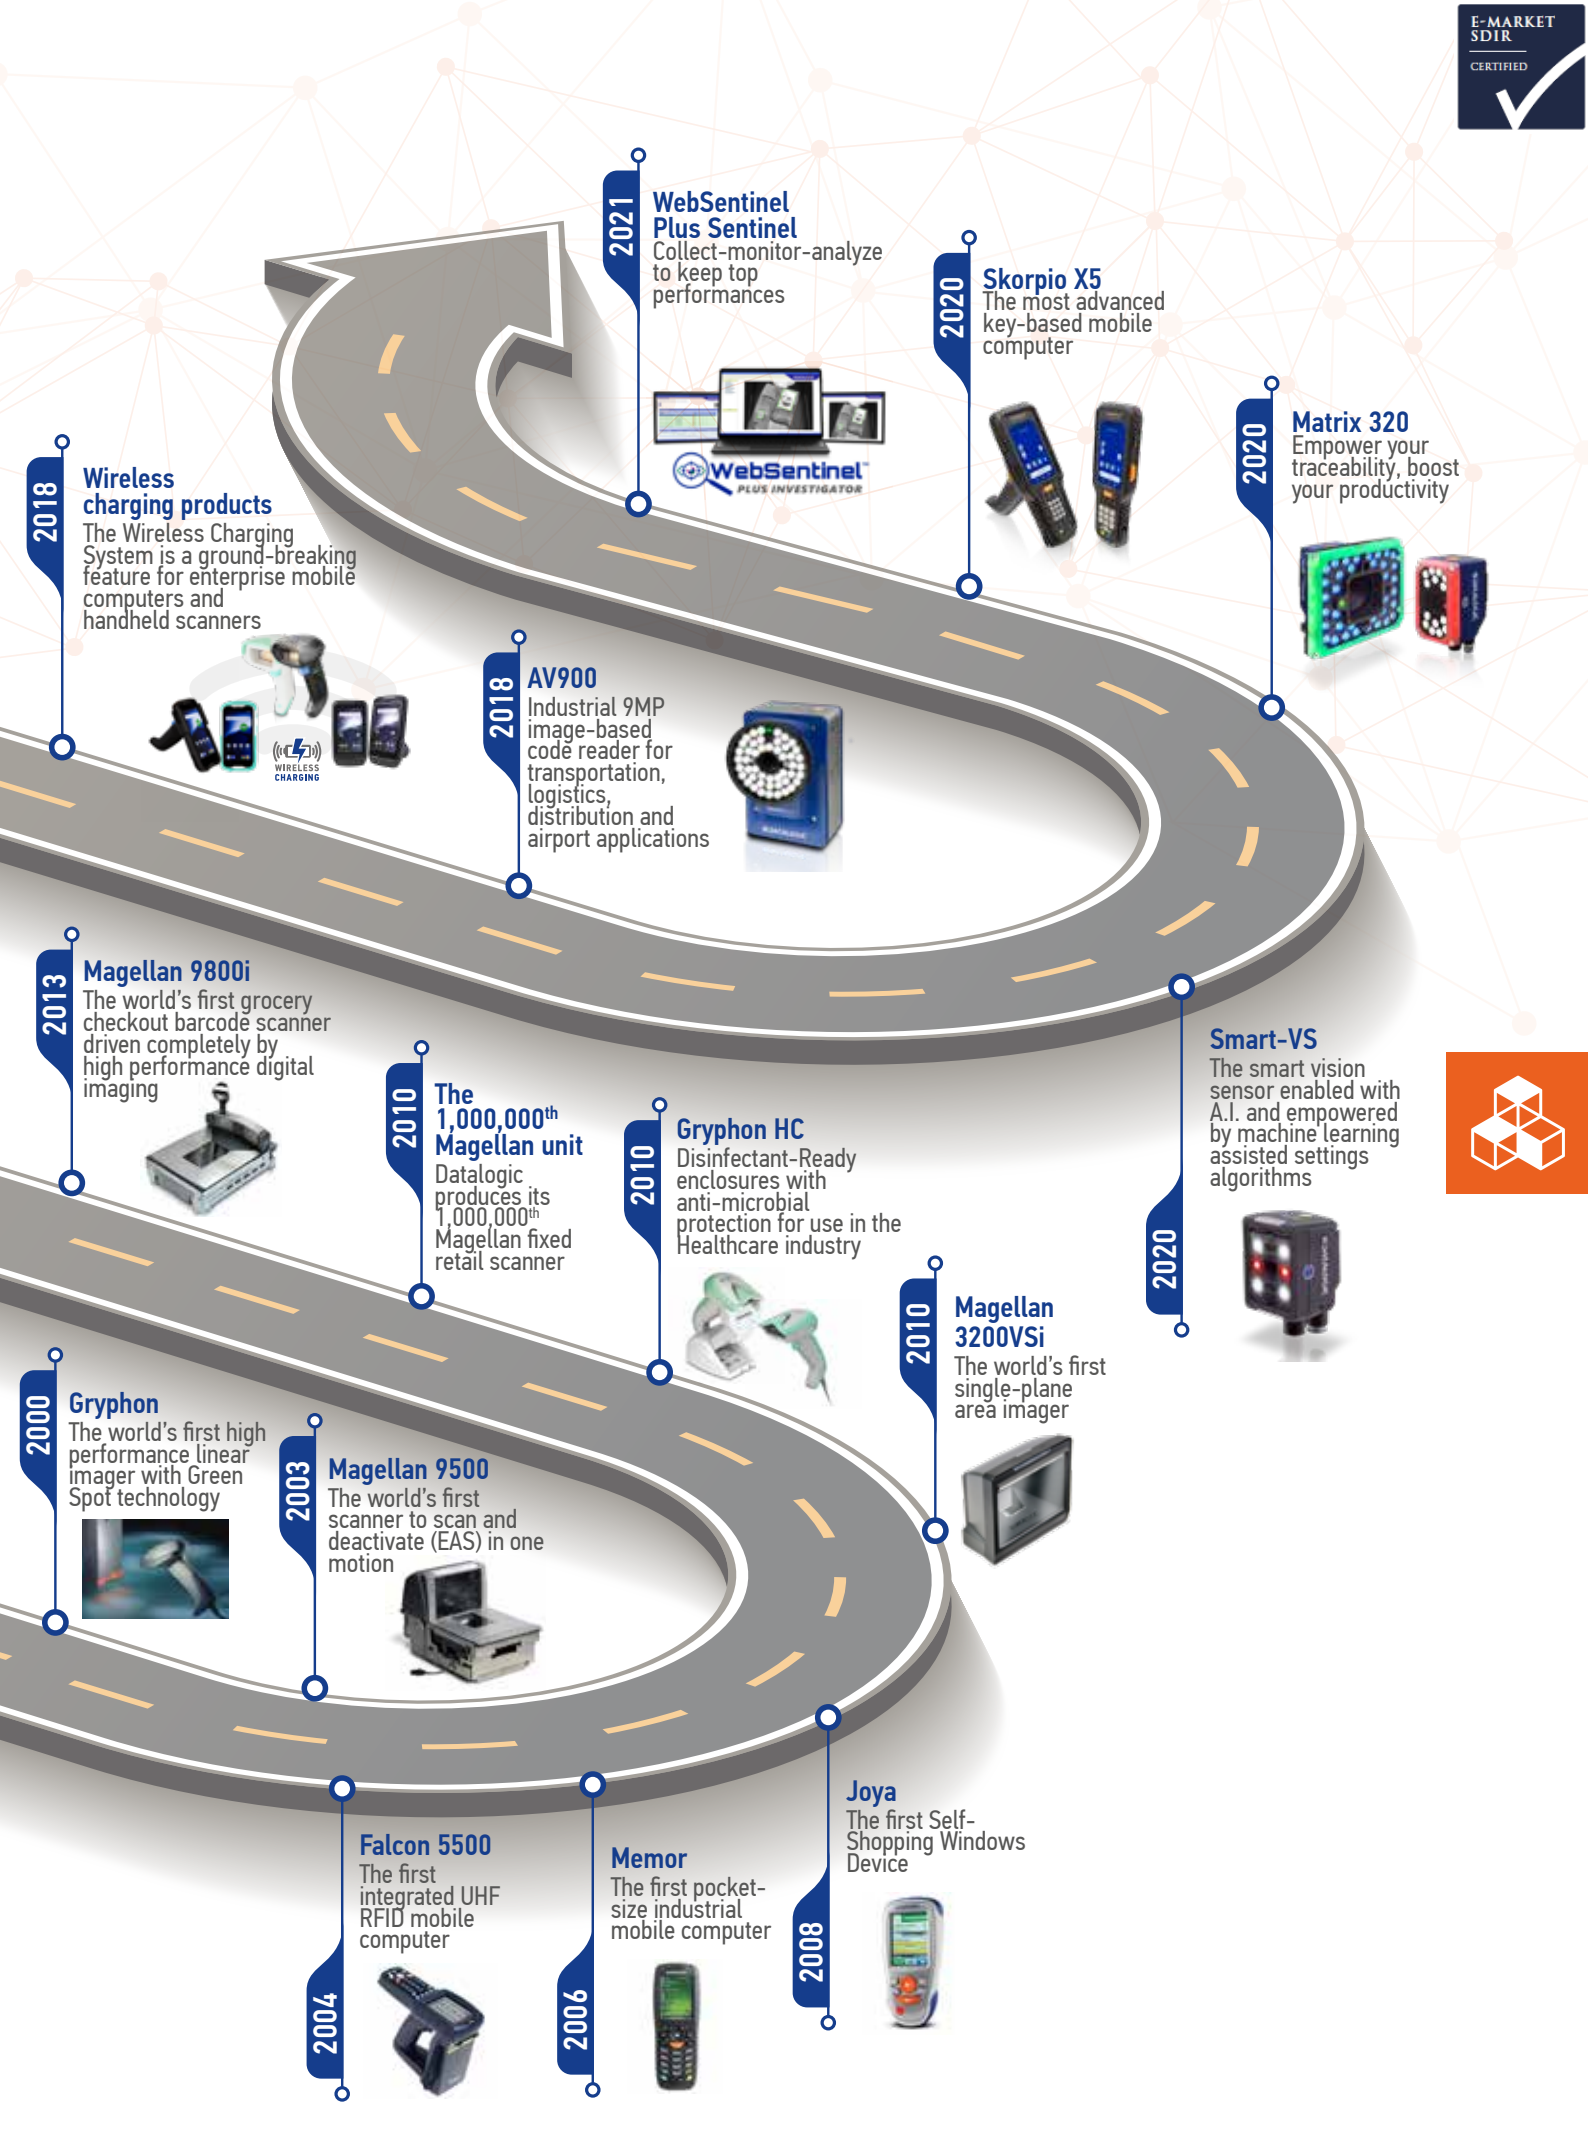 E-MARKET
SDIR
CERTIFIED
2021
WebSentinel
Plus Sentinel
Collect-monitor-analyze
to keep top
performances
WebSentinel™
PLUS INVESTIGATOR
2020
Skorpio X5
The most advanced
key-based mobile
computer
2020
Matrix 320
Empower your
traceability, boost
your productivity
2018
Wireless
charging products
The Wireless Charging
System is a ground-breaking
feature for enterprise mobile
computers and
handheld scanners
WIRELESS
CHARGING
2018
AV900
Industrial 9MP
image-based
code reader for
transportation,
logistics,
distribution and
airport applications
2020
Smart-VS
The smart vision
sensor enabled with
A.I. and empowered
by machine learning
assisted settings
algorithms
2013
Magellan 9800i
The world's first grocery
checkout barcode scanner
driven completely by
high performance digital
imaging
2010
The
1,000,000th
Magellan unit
Datalogic
produces its
1,000,000th
Magellan fixed
retail scanner
2010
Gryphon HC
Disinfectant-Ready
enclosures with
anti-microbial
protection for use in the
Healthcare industry
2010
Magellan
3200VSi
The world's first
single-plane
area imager
2000
Gryphon
The world's first high
performance linear
imager with Green
Spot technology
2003
Magellan 9500
The world's first
scanner to scan and
deactivate (EAS) in one
motion
2004
Falcon 5500
The first
integrated UHF
RFID mobile
computer
2006
Memor
The first pocket-
size industrial
mobile computer
2008
Joya
The first Self-
Shopping Windows
Device